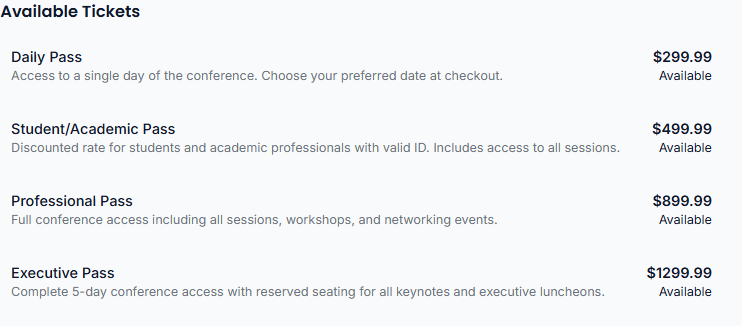 Available Tickets
Daily Pass
$299.99
Access to a single day of the conference. Choose your preferred date at checkout.
Available
Student/Academic Pass
$499.99
Discounted rate for students and academic professionals with valid ID. Includes access to all sessions.
Available
Professional Pass
$899.99
Full conference access including all sessions, workshops, and networking events.
Available
Executive Pass
$1299.99
Complete 5-day conference access with reserved seating for all keynotes and executive luncheons.
Available